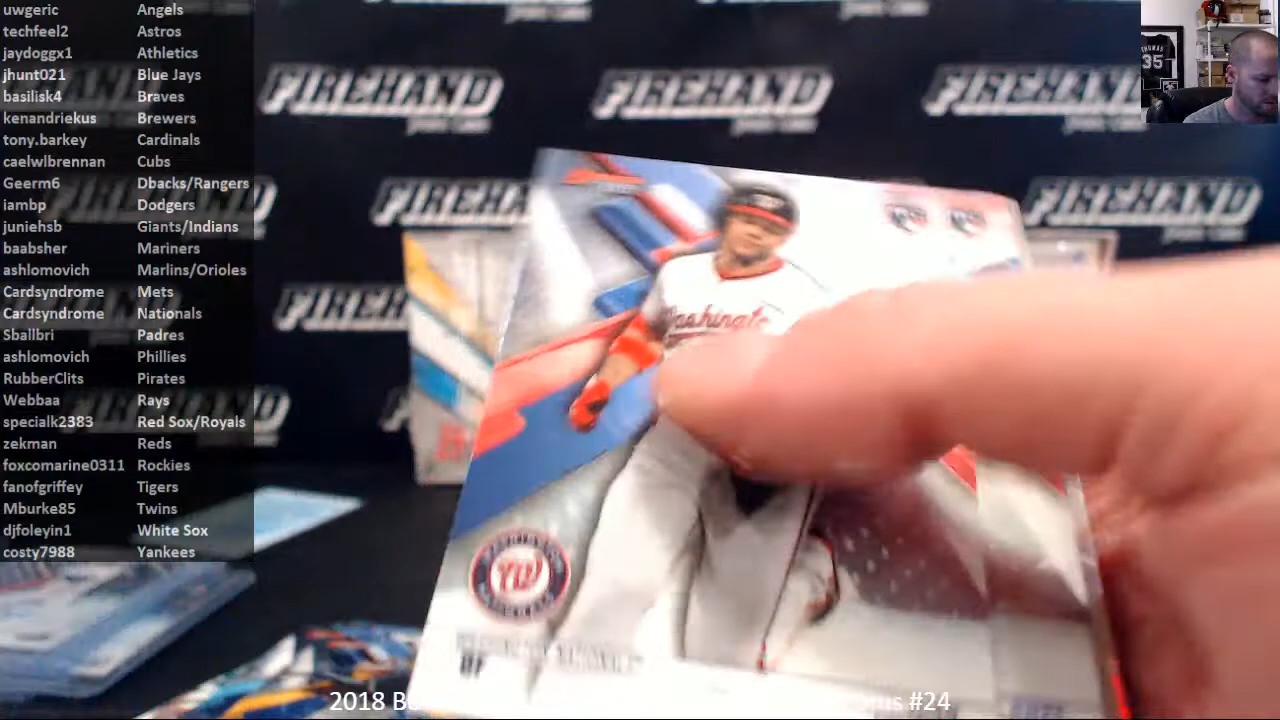 uwgeric Angels
techfeel2 Astros
jaydoggx1 Athletics
jhunt021 Blue Jays
basilisk4 Braves
kenandriekus Brewers
tony.barkey Cardinals
caelwlbrennan Cubs
Geerm6 Dbacks/Rangers
iambp Dodgers
juniehsb Giants/Indians
baabsher Mariners
ashlomovich Marlins/Orioles
Cardsyndrome Mets
Cardsyndrome Nationals
Sballbri Padres
ashlomovich Phillies
RubberClits Pirates
Webbaa Rays
specialk2383 Red Sox/Royals
zekman Reds
foxcomarine0311 Rockies
fanofgriffey Tigers
Mburke85 Twins
djfoleyin1 White Sox
costy7988 Yankees
FIREHAND FIREHAND FIREHAND
FIREHAND FIREHAND
FIREHAND
THOMAS
35
W
OF
2018 #24